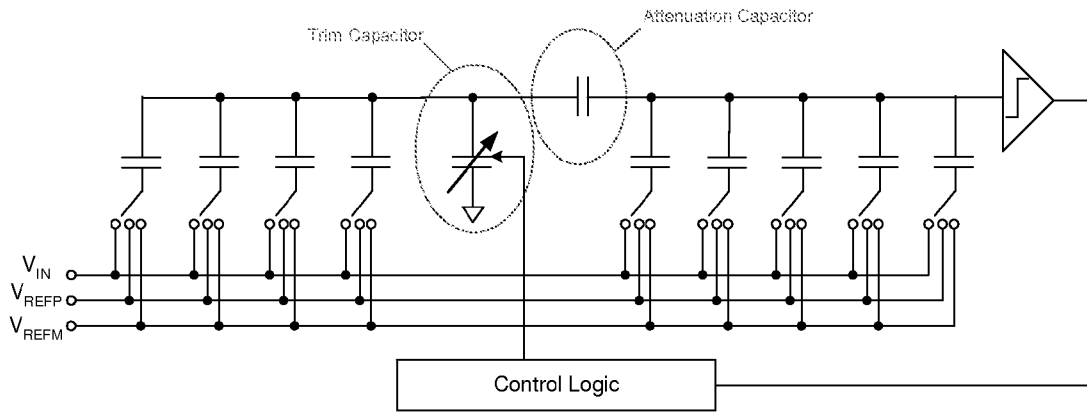 Attenuation Capacitor
Trim Capacitor
VIN
VREFP
VREFM
Control Logic